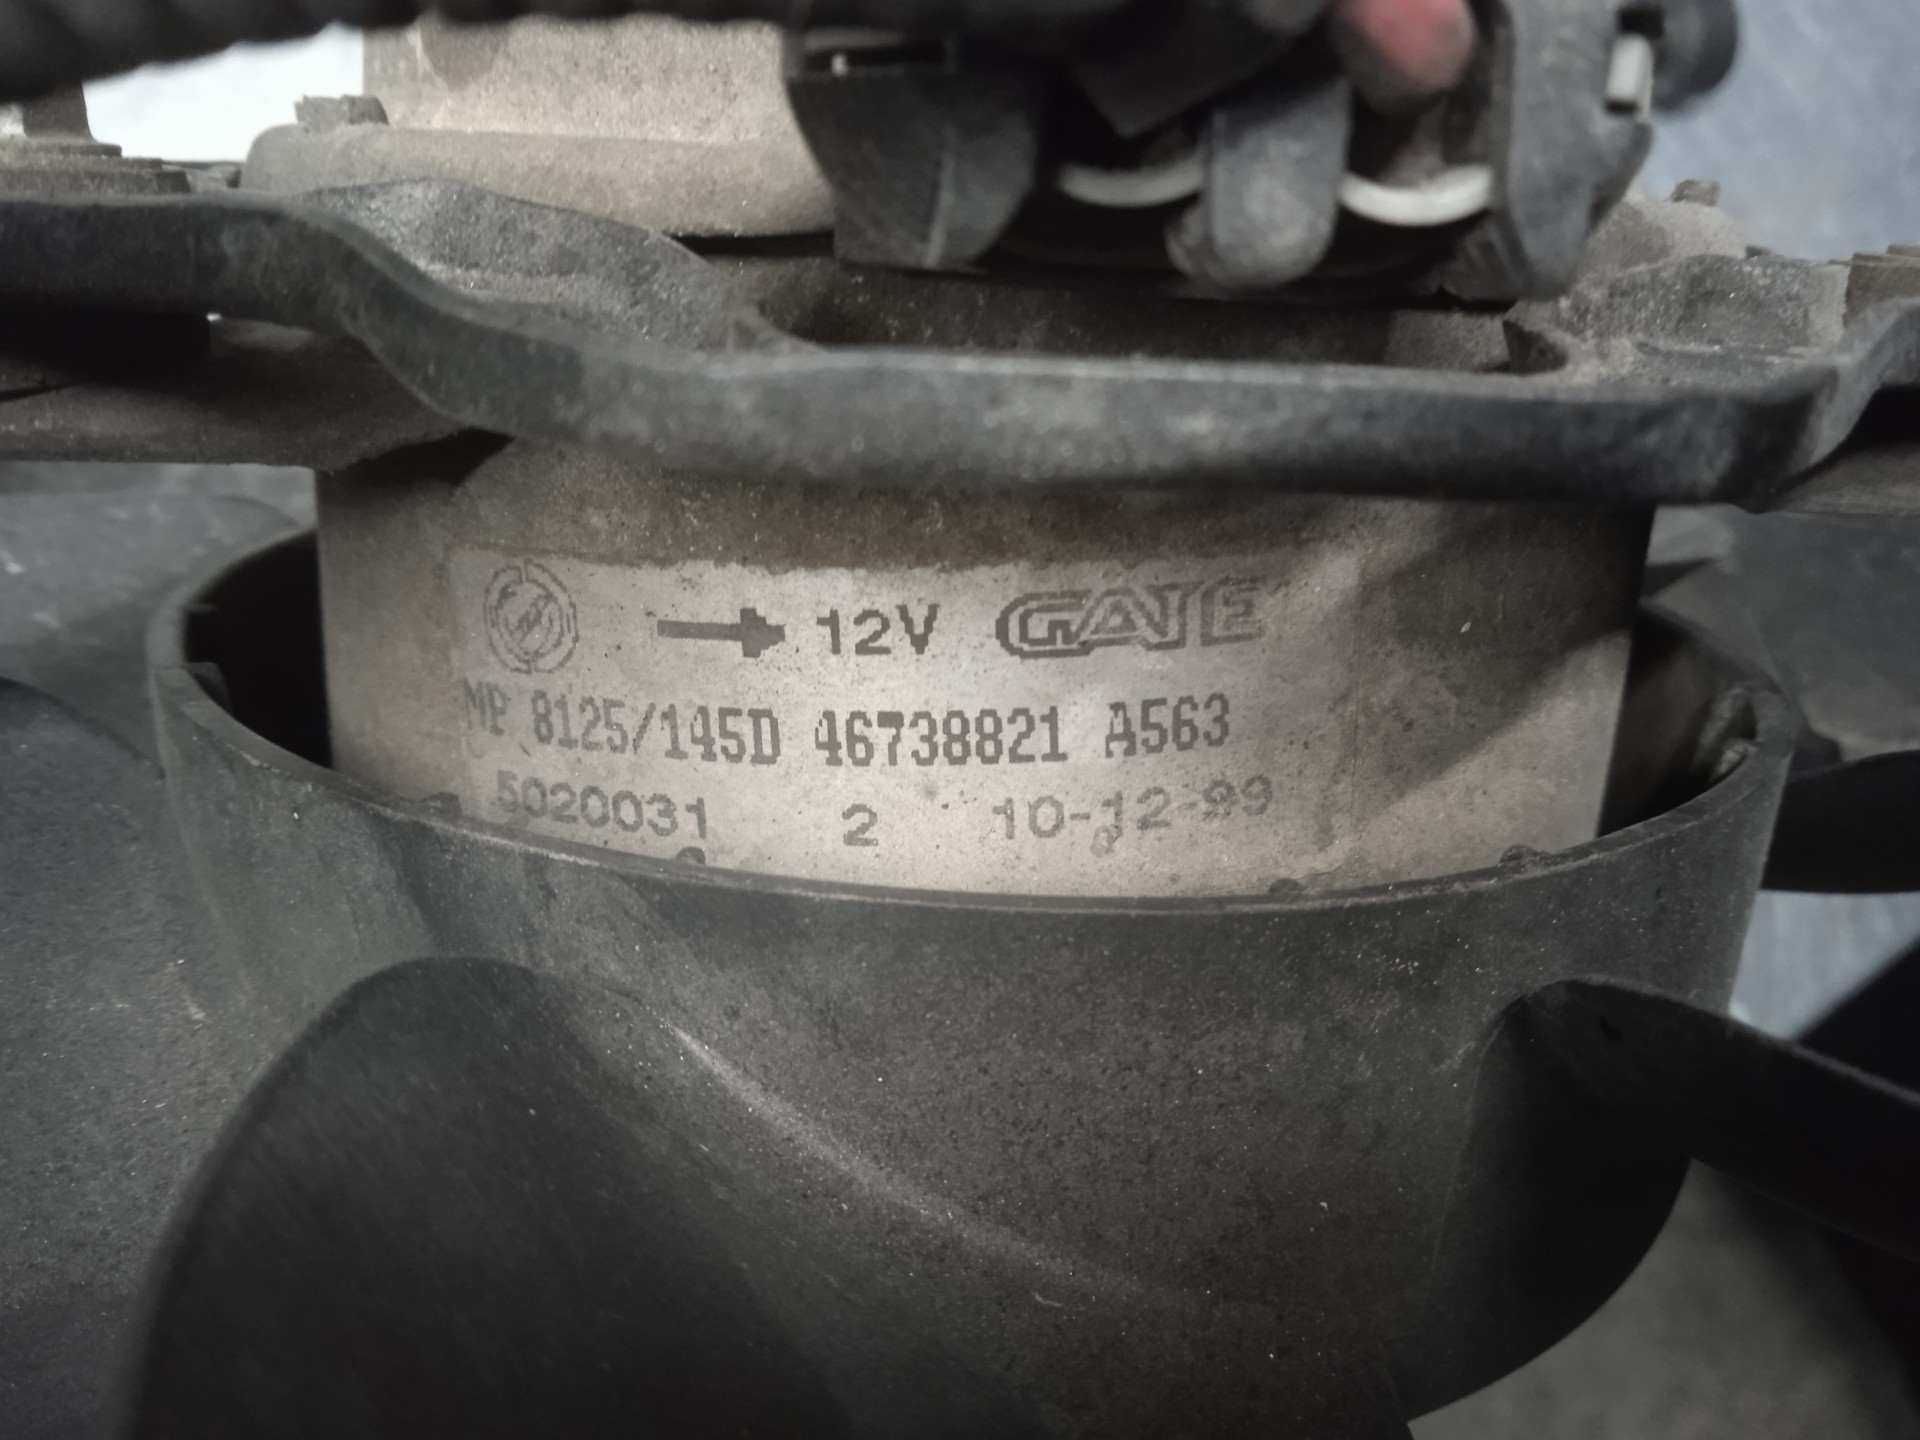 12V GATE
MP 8125/145D 46738821 A563
5020031 2 10-12-99